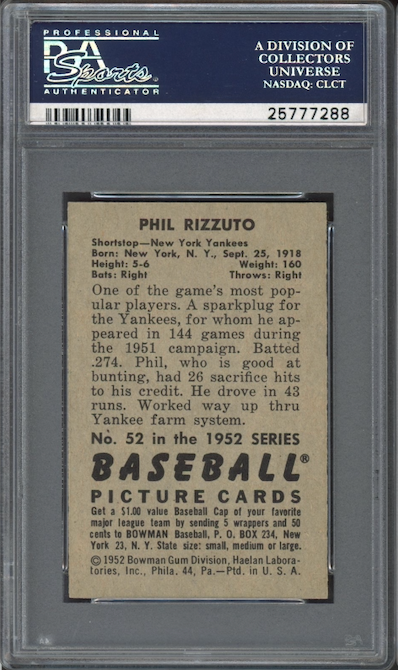 PROFESSIONAL
PSA
Sports
AUTHENTICATOR
A DIVISION OF
COLLECTORS
UNIVERSE
NASDAQ: CLCT
25777288
PHIL RIZZUTO
Shortstop—New York Yankees
Born: New York, N. Y., Sept. 25, 1918
Height: 5-6 Weight: 160
Bats: Right Throws: Right
One of the game's most pop-
ular players. A sparkplug for
the Yankees, for whom he ap-
peared in 144 games during
the 1951 campaign. Batted
.274. Phil, who is good at
bunting, had 26 sacrifice hits
to his credit. He drove in 43
runs. Worked way up thru
Yankee farm system.
No. 52 in the 1952 SERIES
BASEBALL®
PICTURE CARDS
Get a $1.00 value Baseball Cap of your favorite
major league team by sending 5 wrappers and 50
cents to BOWMAN Baseball, P. O. BOX 234, New
York 23, N. Y. State size: small, medium or large.
©1952 Bowman Gum Division, Haelan Labora-
tories, Inc., Phila. 44, Pa.—Ptd. in U. S. A.